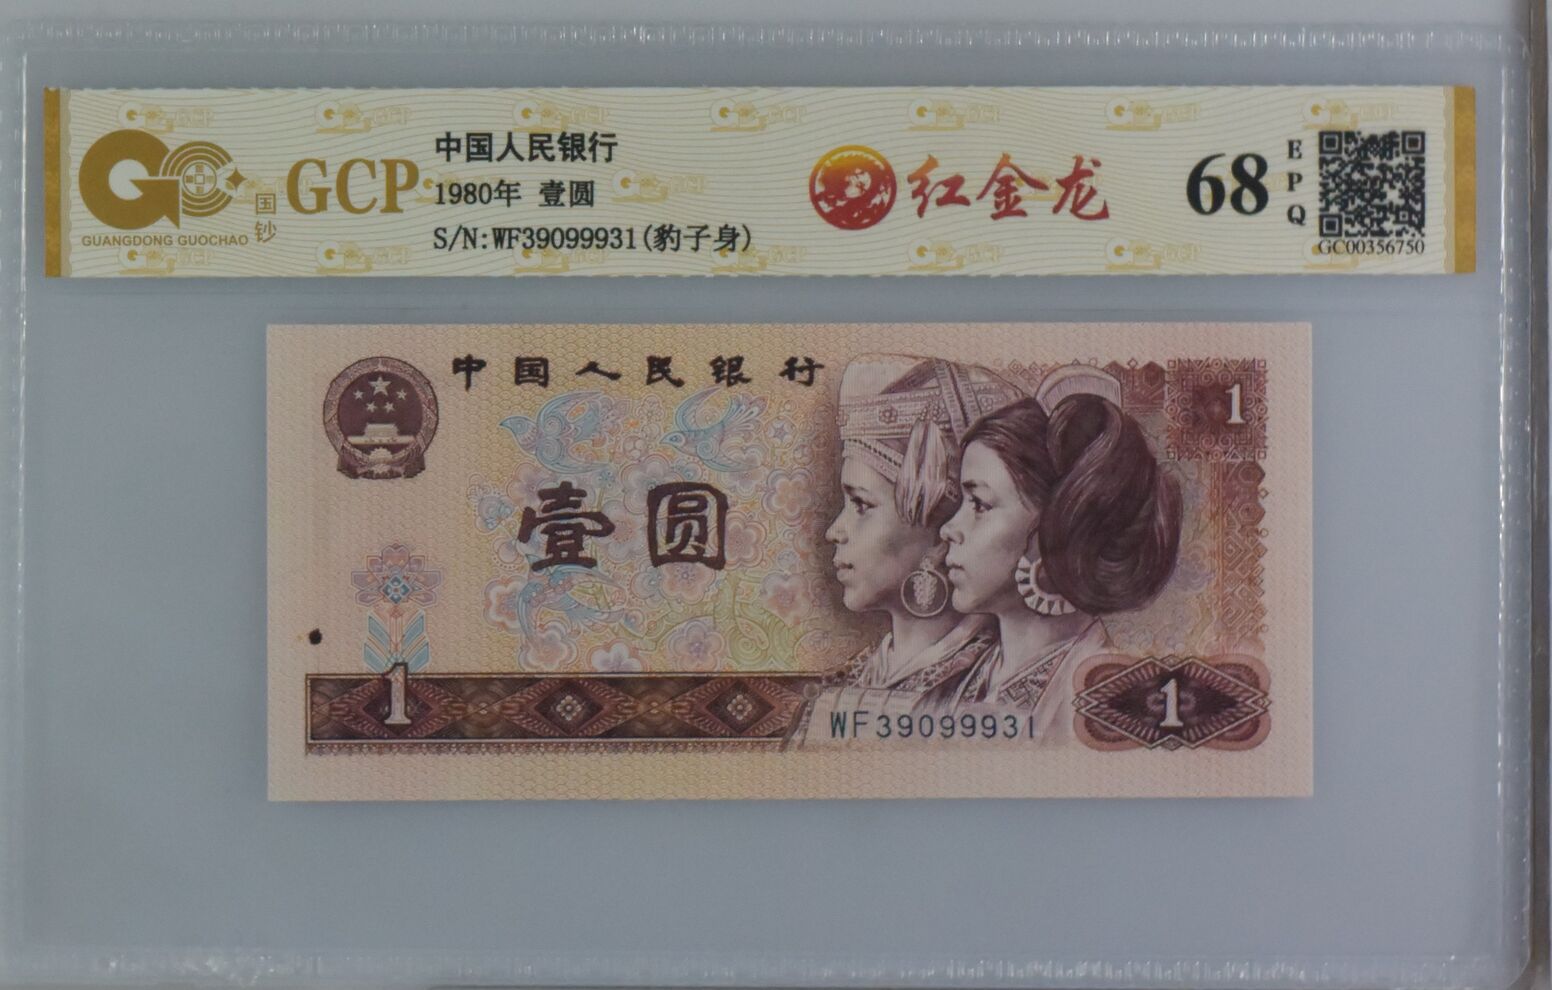 GC
GUANGDONG GUOCHAO
国钞
GCP
中国人民银行
1980年 壹圆
S/N:WF39099931(豹子身)
红金龙
68
EPQ
GC00356750
中国人民银行
1
壹圆
1
WF39099931
1